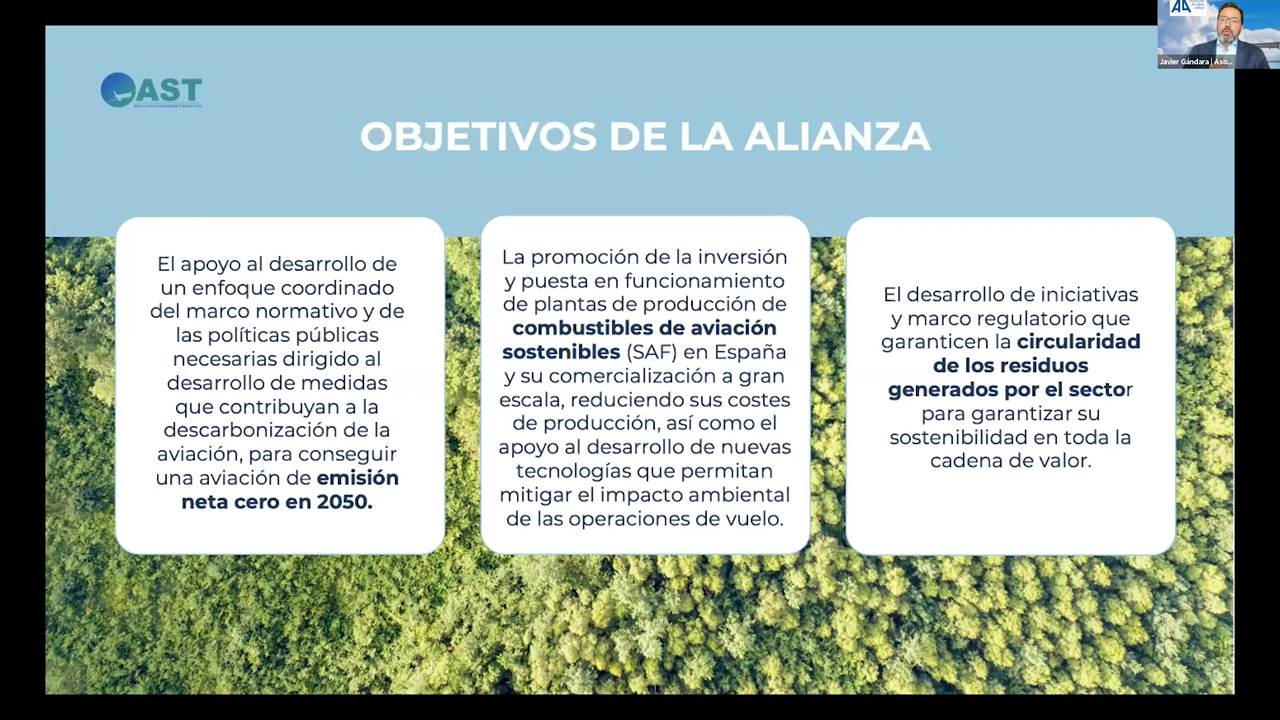 AST
OBJETIVOS DE LA ALIANZA
El apoyo al desarrollo de
un enfoque coordinado
del marco normativo y de
las políticas públicas
necesarias dirigido al
desarrollo de medidas
que contribuyan a la
descarbonización de la
aviación, para conseguir
una aviación de emisión
neta cero en 2050.
La promoción de la inversión
y puesta en funcionamiento
de plantas de producción de
combustibles de aviación
sostenibles (SAF) en España
y su comercialización a gran
escala, reduciendo sus costes
de producción, así como el
apoyo al desarrollo de nuevas
tecnologías que permitan
mitigar el impacto ambiental
de las operaciones de vuelo.
El desarrollo de iniciativas
y marco regulatorio que
garanticen la circularidad
de los residuos
generados por el sector
para garantizar su
sostenibilidad en toda la
cadena de valor.
Javier Gándara | Aso...